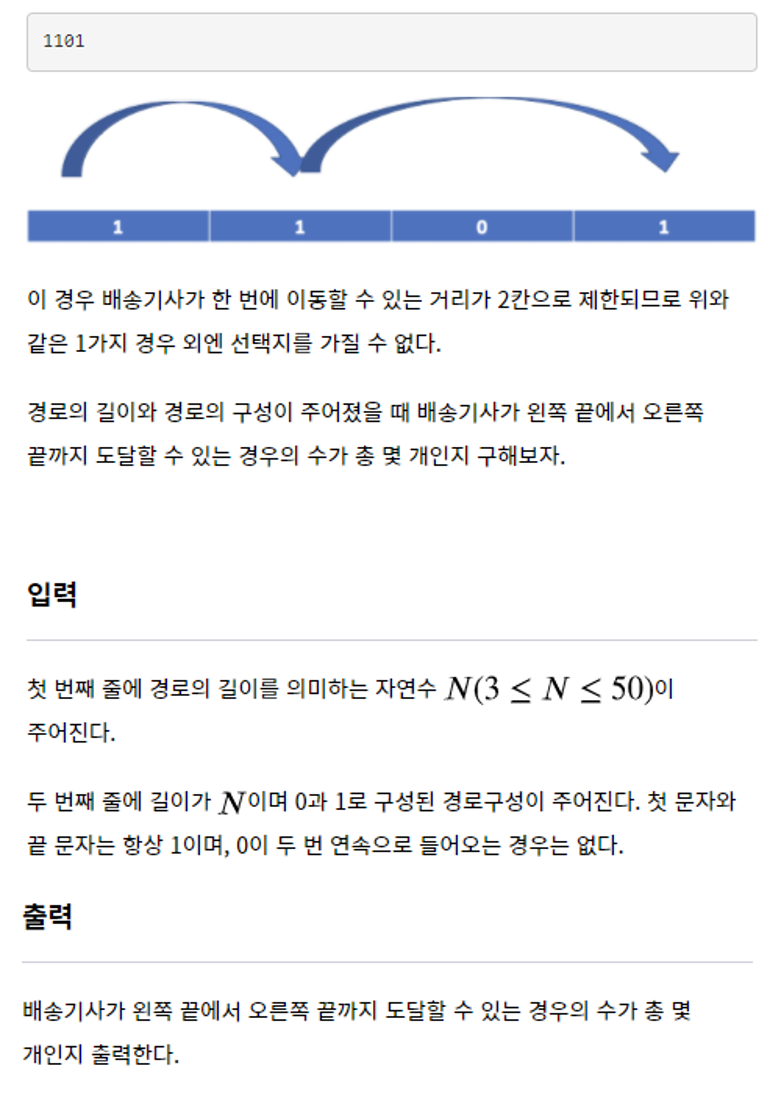 1101
1 1 0 1
이 경우 배송기사가 한 번에 이동할 수 있는 거리가 2칸으로 제한되므로 위와
같은 1가지 경우 외엔 선택지를 가질 수 없다.
경로의 길이와 경로의 구성이 주어졌을 때 배송기사가 왼쪽 끝에서 오른쪽
끝까지 도달할 수 있는 경우의 수가 총 몇 개인지 구해보자.
입력
첫 번째 줄에 경로의 길이를 의미하는 자연수 N(3 ≤ N ≤ 50)이
주어진다.
두 번째 줄에 길이가 N이며 0과 1로 구성된 경로구성이 주어진다. 첫 문자와
끝 문자는 항상 1이며, 0이 두 번 연속으로 들어오는 경우는 없다.
출력
배송기사가 왼쪽 끝에서 오른쪽 끝까지 도달할 수 있는 경우의 수가 총 몇
개인지 출력한다.